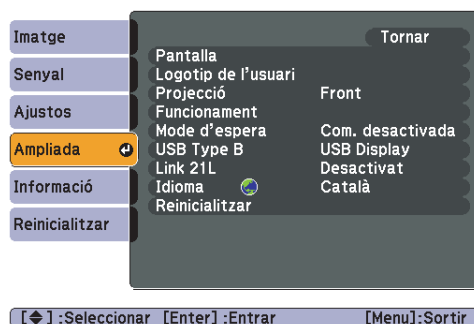 Imatge
Senyal
Ajustos
Ampliada
Informació
Reinicialitzar
Tornar
Pantalla
Logotip de l'usuari
Projecció Front
Funcionament
Mode d'espera Com. desactivada
USB Type B USB Display
Link 21L Desactivat
Idioma Català
Reinicialitzar
[◆] :Seleccionar [Enter] :Entrar [Menu]:Sortir